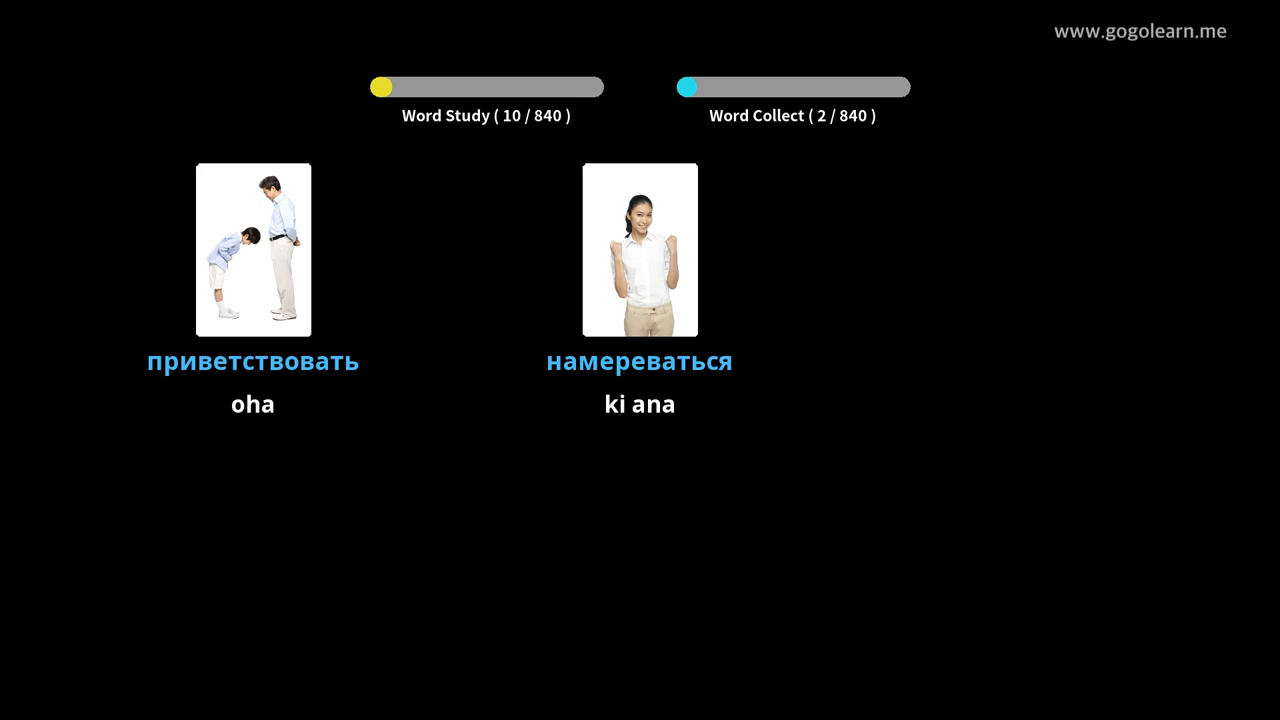 www.gogolearn.me
Word Study ( 10 / 840 )
Word Collect ( 2 / 840 )
приветствовать
намереваться
oha
ki ana